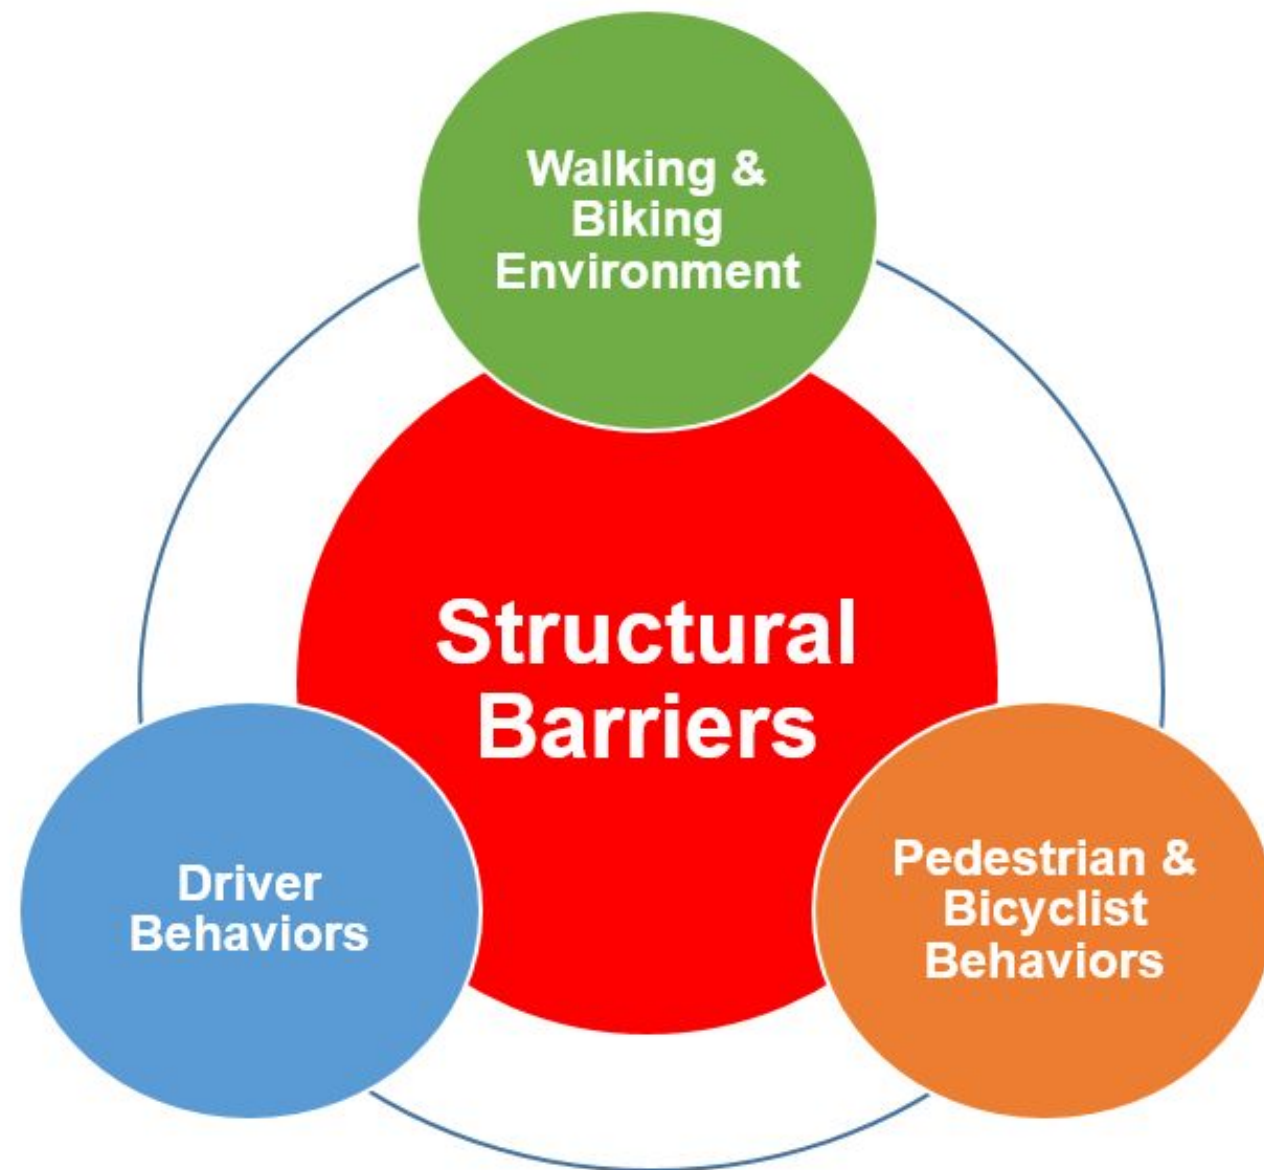 Walking &
Biking
Environment
Structural
Barriers
Driver
Behaviors
Pedestrian &
Bicyclist
Behaviors